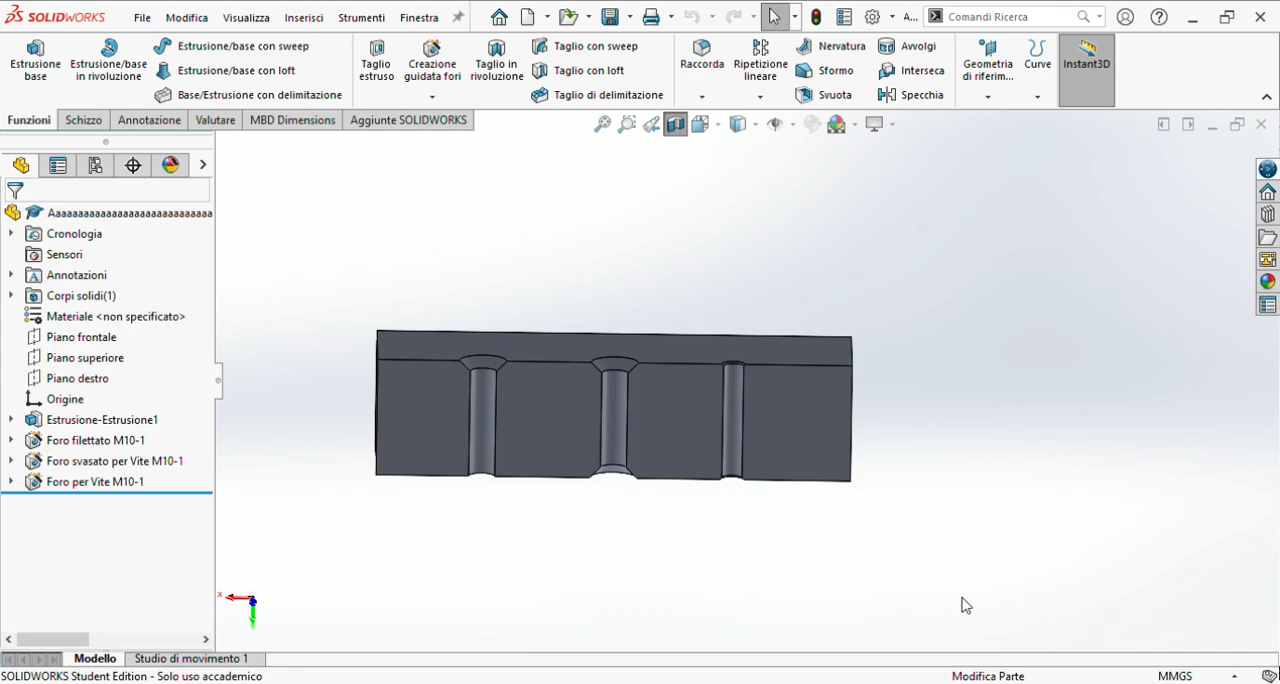 SOLIDWORKS File Modifica Visualizza Inserisci Strumenti Finestra A... Comandi Ricerca
Estrusione base
Estrusione/base in rivoluzione
Estrusione/base con sweep
Estrusione/base con loft
Base/Estrusione con delimitazione
Taglio estruso
Creazione guidata fori
Taglio in rivoluzione
Taglio con sweep
Taglio con loft
Taglio di delimitazione
Raccorda
Ripetizione lineare
Nervatura
Sformo
Svuota
Avvolgi
Interseca
Specchia
Geometria di riferim...
Curve
Instant3D
Funzioni Schizzo Annotazione Valutare MBD Dimensions Aggiunte SOLIDWORKS
Cronologia
Sensori
Annotazioni
Corpi solidi(1)
Materiale <non specificato>
Piano frontale
Piano superiore
Piano destro
Origine
Estrusione-Estrusione1
Foro filettato M10-1
Foro svasato per Vite M10-1
Foro per Vite M10-1
x
Modello Studio di movimento 1
SOLIDWORKS Student Edition - Solo uso accademico Modifica Parte MMGS